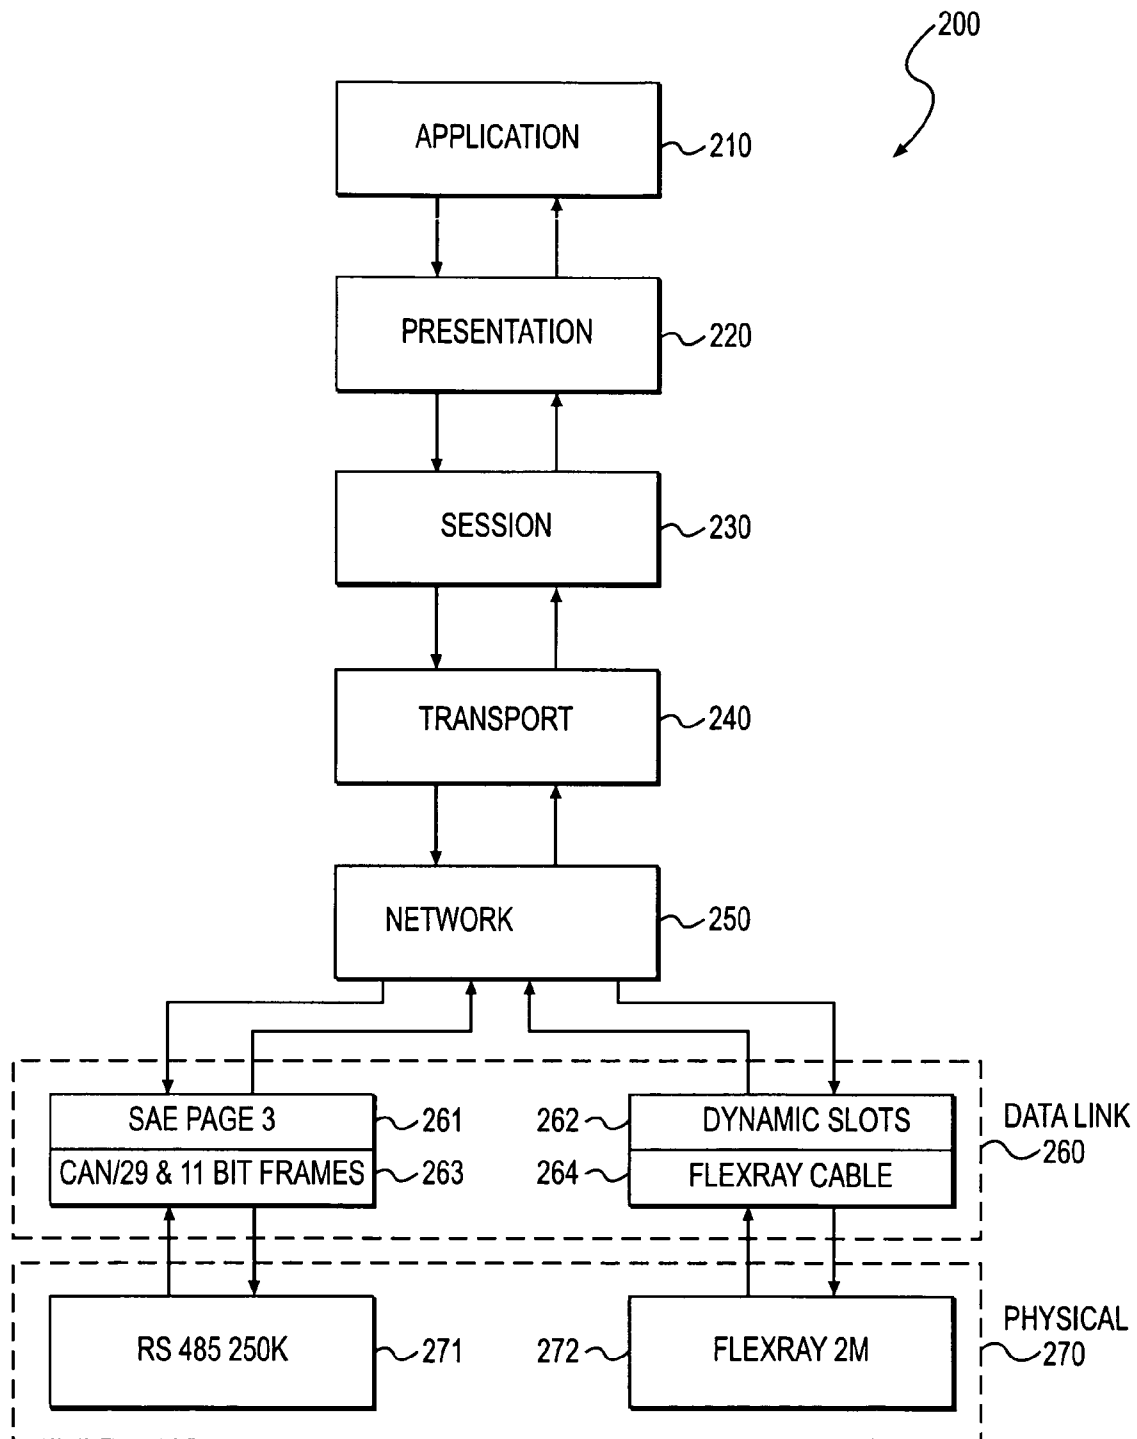 200
APPLICATION
210
PRESENTATION
220
SESSION
230
TRANSPORT
240
NETWORK
250
SAE PAGE 3
261
262
DYNAMIC SLOTS
DATA LINK
260
CAN/29 & 11 BIT FRAMES
263
264
FLEXRAY CABLE
RS 485 250K
271
272
FLEXRAY 2M
PHYSICAL
270